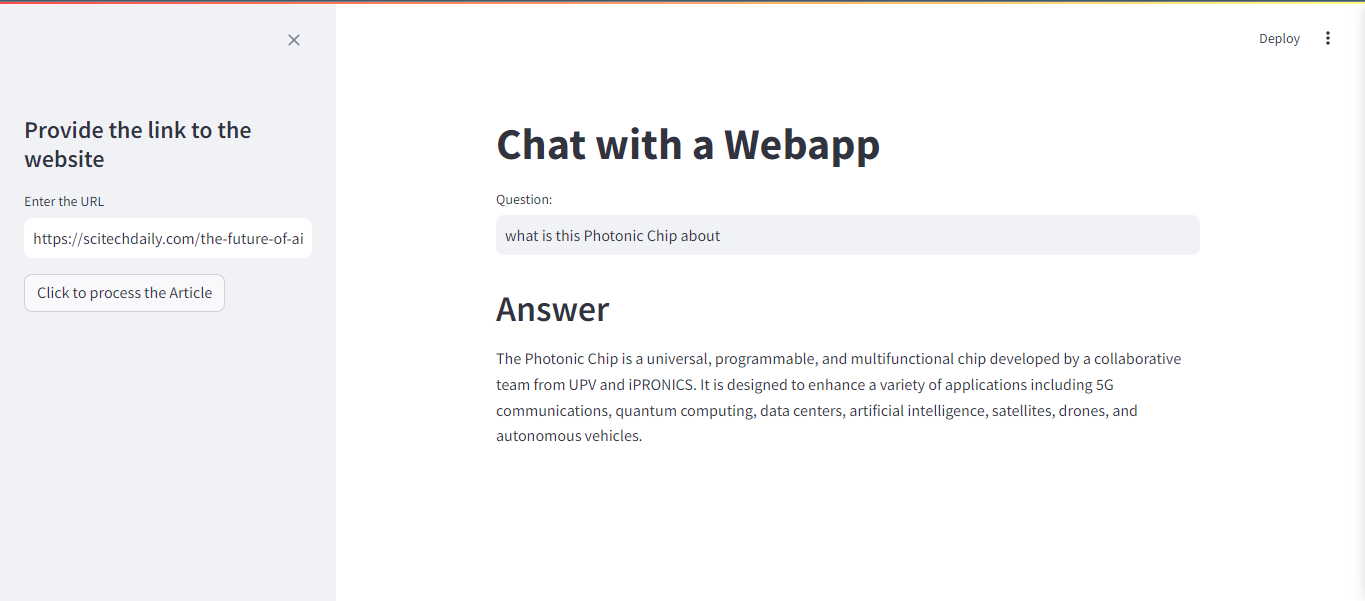 Deploy
Provide the link to the
website
Enter the URL
https://scitechdaily.com/the-future-of-ai
Click to process the Article
Chat with a Webapp
Question:
what is this Photonic Chip about
Answer
The Photonic Chip is a universal, programmable, and multifunctional chip developed by a collaborative
team from UPV and iPRONICS. It is designed to enhance a variety of applications including 5G
communications, quantum computing, data centers, artificial intelligence, satellites, drones, and
autonomous vehicles.